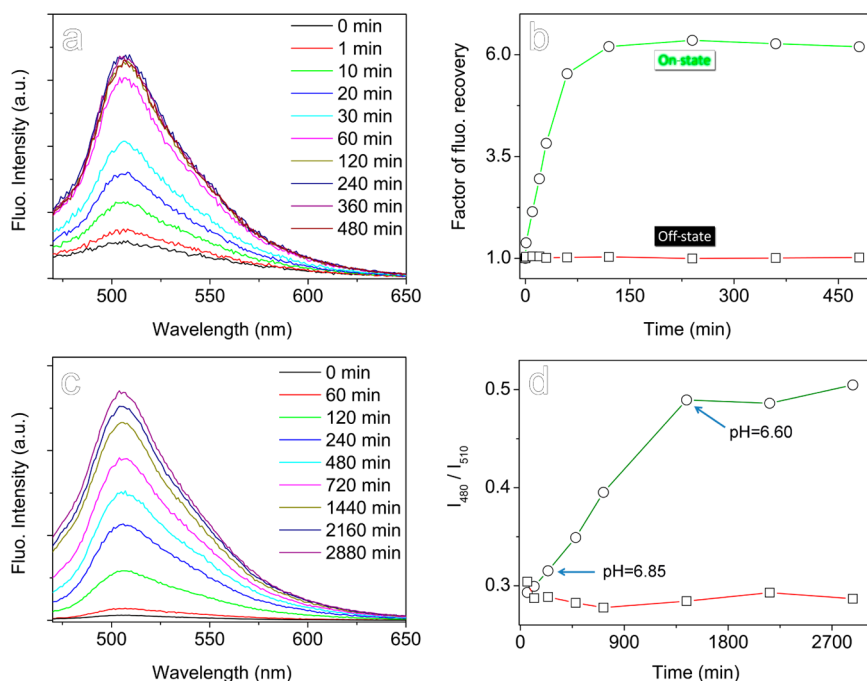 a
Fluo. Intensity (a.u.)
0 min
1 min
10 min
20 min
30 min
60 min
120 min
240 min
360 min
480 min
500
550
600
650
Wavelength (nm)
b
Factor of fluo. recovery
6.0
3.5
1.0
On-state
Off-state
0
150
300
450
Time (min)
c
Fluo. Intensity (a.u.)
0 min
60 min
120 min
240 min
480 min
720 min
1440 min
2160 min
2880 min
500
550
600
650
Wavelength (nm)
d
I480 / I510
0.5
0.4
0.3
pH=6.60
pH=6.85
0
900
1800
2700
Time (min)